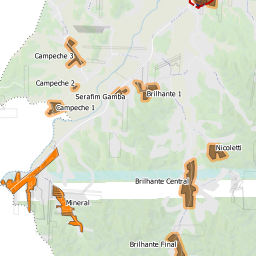 Campeche 3
Campeche 2
Serafim Gamba
Brilhante 1
Campeche 1
Nicoletti
Brilhante Central
Mineral
Brilhante Final